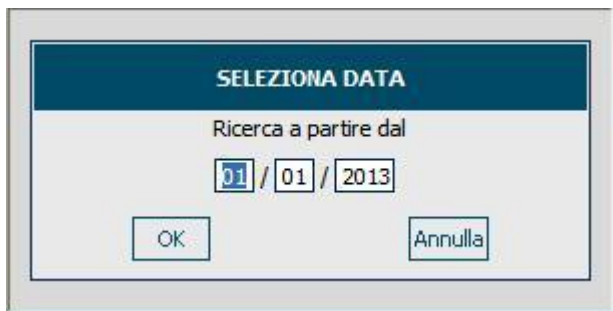 SELEZIONA DATA
Ricerca a partire dal
01 / 01 / 2013
OK Annulla